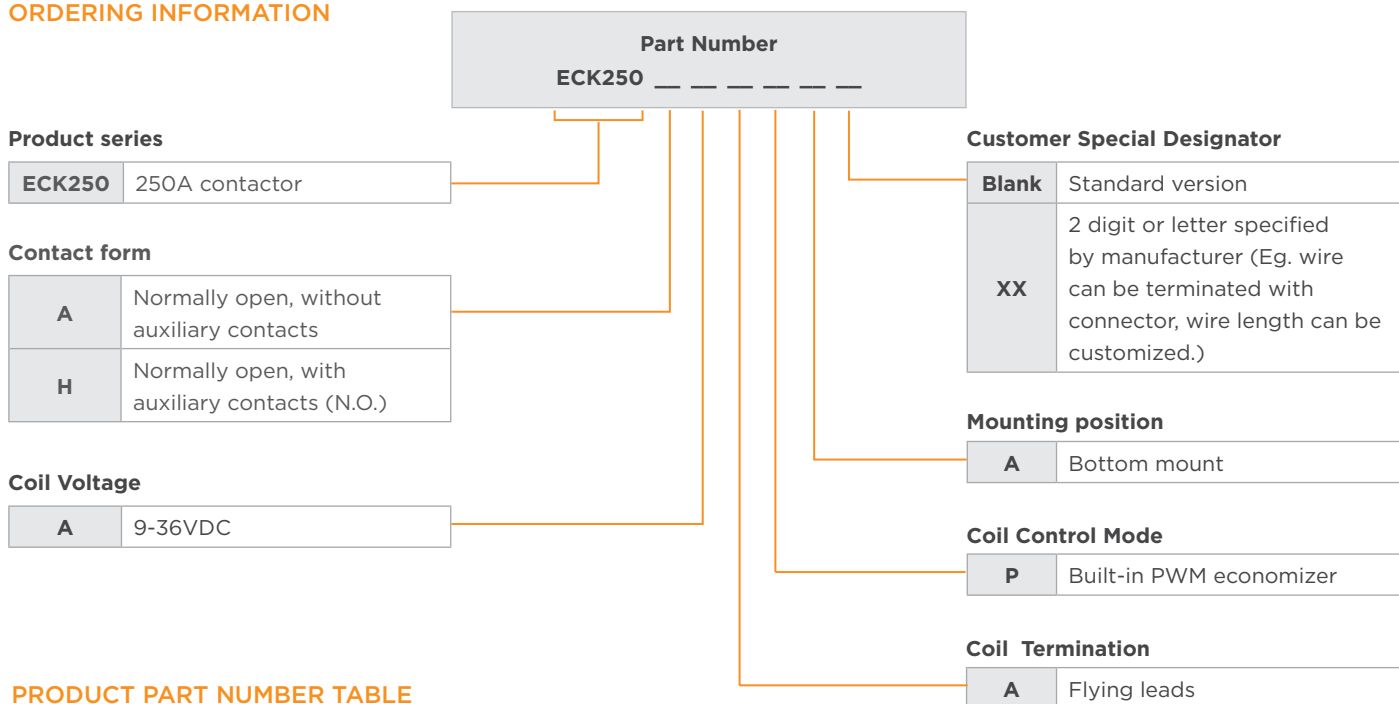 ORDERING INFORMATION
Part Number
ECK250 __ __ __ __ __ __
Product series
ECK250 250A contactor
Contact form
A Normally open, without
auxiliary contacts
H Normally open, with
auxiliary contacts (N.O.)
Coil Voltage
A 9-36VDC
Customer Special Designator
Blank Standard version
XX 2 digit or letter specified
by manufacturer (Eg. wire
can be terminated with
connector, wire length can be
customized.)
Mounting position
A Bottom mount
Coil Control Mode
P Built-in PWM economizer
Coil Termination
A Flying leads
PRODUCT PART NUMBER TABLE